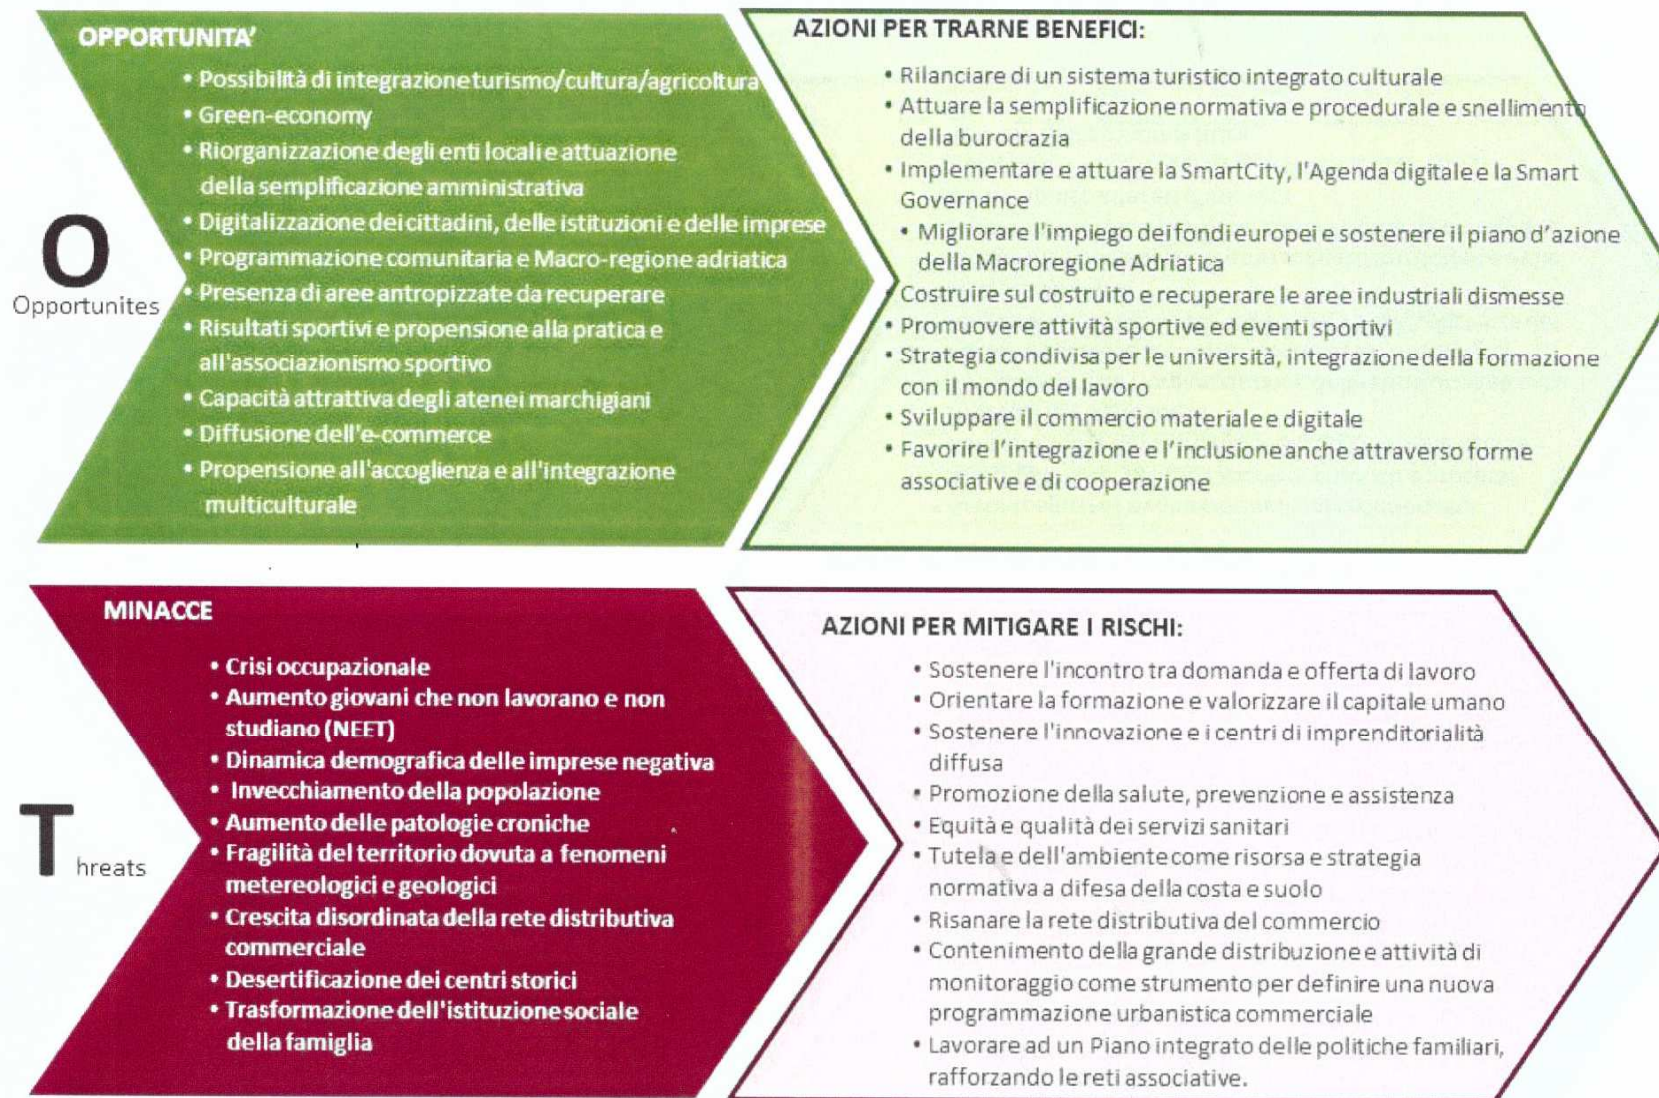 OPPORTUNITA'
• Possibilità di integrazione turismo/cultura/agricoltura
• Green-economy
• Riorganizzazione degli enti locali e attuazione
della semplificazione amministrativa
• Digitalizzazione dei cittadini, delle istituzioni e delle imprese
• Programmazione comunitaria e Macro-regione adriatica
• Presenza di aree antropizzate da recuperare
• Risultati sportivi e propensione alla pratica e
all'associazionismo sportivo
• Capacità attrattiva degli atenei marchigiani
• Diffusione dell'e-commerce
• Propensione all'accoglienza e all'integrazione
multiculturale
O
Opportunites
AZIONI PER TRARNE BENEFICI:
• Rilanciare di un sistema turistico integrato culturale
• Attuare la semplificazione normativa e procedurale e snellimento
della burocrazia
• Implementare e attuare la SmartCity, l'Agenda digitale e la Smart
Governance
• Migliorare l'impiego dei fondi europei e sostenere il piano d'azione
della Macroregione Adriatica
• Costruire sul costruito e recuperare le aree industriali dismesse
• Promuovere attività sportive ed eventi sportivi
• Strategia condivisa per le università, integrazione della formazione
con il mondo del lavoro
• Sviluppare il commercio materiale e digitale
• Favorire l'integrazione e l'inclusione anche attraverso forme
associative e di cooperazione
MINACCE
• Crisi occupazionale
• Aumento giovani che non lavorano e non
studiano (NEET)
• Dinamica demografica delle imprese negativa
• Invecchiamento della popolazione
• Aumento delle patologie croniche
• Fragilità del territorio dovuta a fenomeni
metereologici e geologici
• Crescita disordinata della rete distributiva
commerciale
• Desertificazione dei centri storici
• Trasformazione dell'istituzione sociale
della famiglia
T hreats
AZIONI PER MITIGARE I RISCHI:
• Sostenere l'incontro tra domanda e offerta di lavoro
• Orientare la formazione e valorizzare il capitale umano
• Sostenere l'innovazione e i centri di imprenditorialità
diffusa
• Promozione della salute, prevenzione e assistenza
• Equità e qualità dei servizi sanitari
• Tutela e dell'ambiente come risorsa e strategia
normativa a difesa della costa e suolo
• Risanare la rete distributiva del commercio
• Contenimento della grande distribuzione e attività di
monitoraggio come strumento per definire una nuova
programmazione urbanistica commerciale
• Lavorare ad un Piano integrato delle politiche familiari,
rafforzando le reti associative.